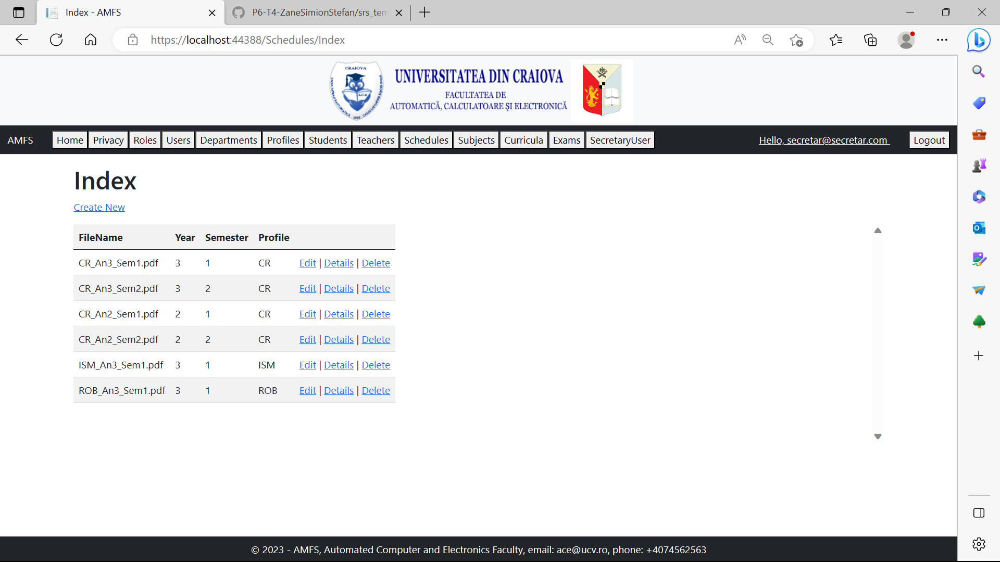 Index - AMFS
P6-T4-ZaneSimionStefan/srs_tem
https://localhost:44388/Schedules/Index
CRAIOVA
A.C.E
1965
UNIVERSITATEA DIN CRAIOVA
FACULTATEA DE
AUTOMATICĂ, CALCULATOARE ȘI ELECTRONICĂ
AMFS Home Privacy Roles Users Departments Profiles Students Teachers Schedules Subjects Curricula Exams SecretaryUser Hello, secretar@secretar.com Logout
Index
Create New
FileName Year Semester Profile
CR_An3_Sem1.pdf 3 1 CR Edit | Details | Delete
CR_An3_Sem2.pdf 3 2 CR Edit | Details | Delete
CR_An2_Sem1.pdf 2 1 CR Edit | Details | Delete
CR_An2_Sem2.pdf 2 2 CR Edit | Details | Delete
ISM_An3_Sem1.pdf 3 1 ISM Edit | Details | Delete
ROB_An3_Sem1.pdf 3 1 ROB Edit | Details | Delete
© 2023 - AMFS, Automated Computer and Electronics Faculty, email: ace@ucv.ro, phone: +4074562563